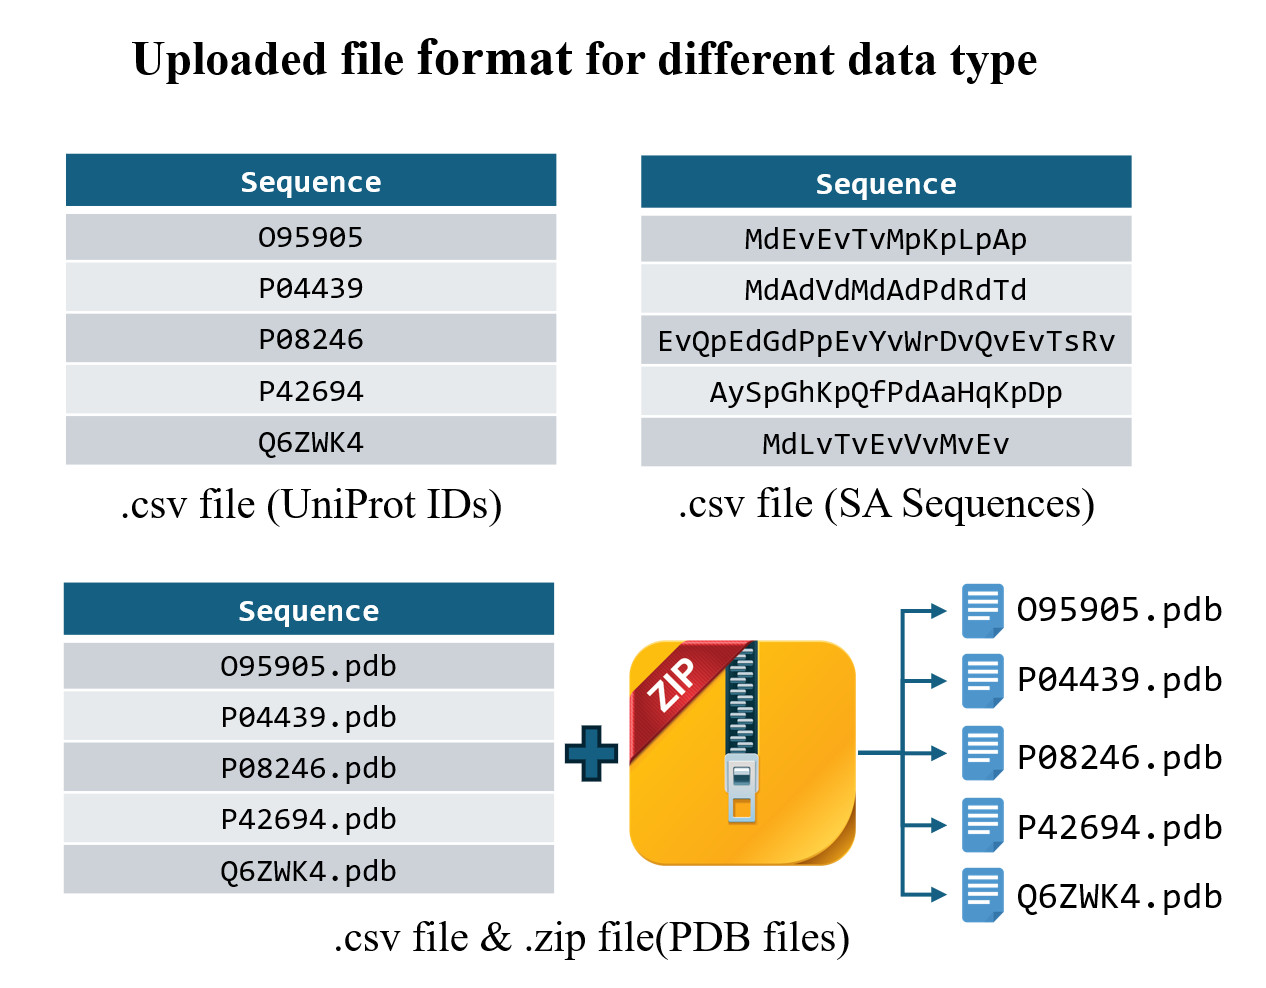 Uploaded file format for different data type
Sequence
O95905
P04439
P08246
P42694
Q6ZWK4
.csv file (UniProt IDs)
Sequence
MdEvEvTvMpKpLpAp
MdAdVdMdAdPdRdTd
EvQpEdGdPpEvYvWrDvQvEvTsRv
AySpGhKpQfPdAaHqKpDp
MdLvTvEvVvMvEv
.csv file (SA Sequences)
Sequence
O95905.pdb
P04439.pdb
P08246.pdb
P42694.pdb
Q6ZWK4.pdb
ZIP
O95905.pdb
P04439.pdb
P08246.pdb
P42694.pdb
Q6ZWK4.pdb
.csv file & .zip file(PDB files)